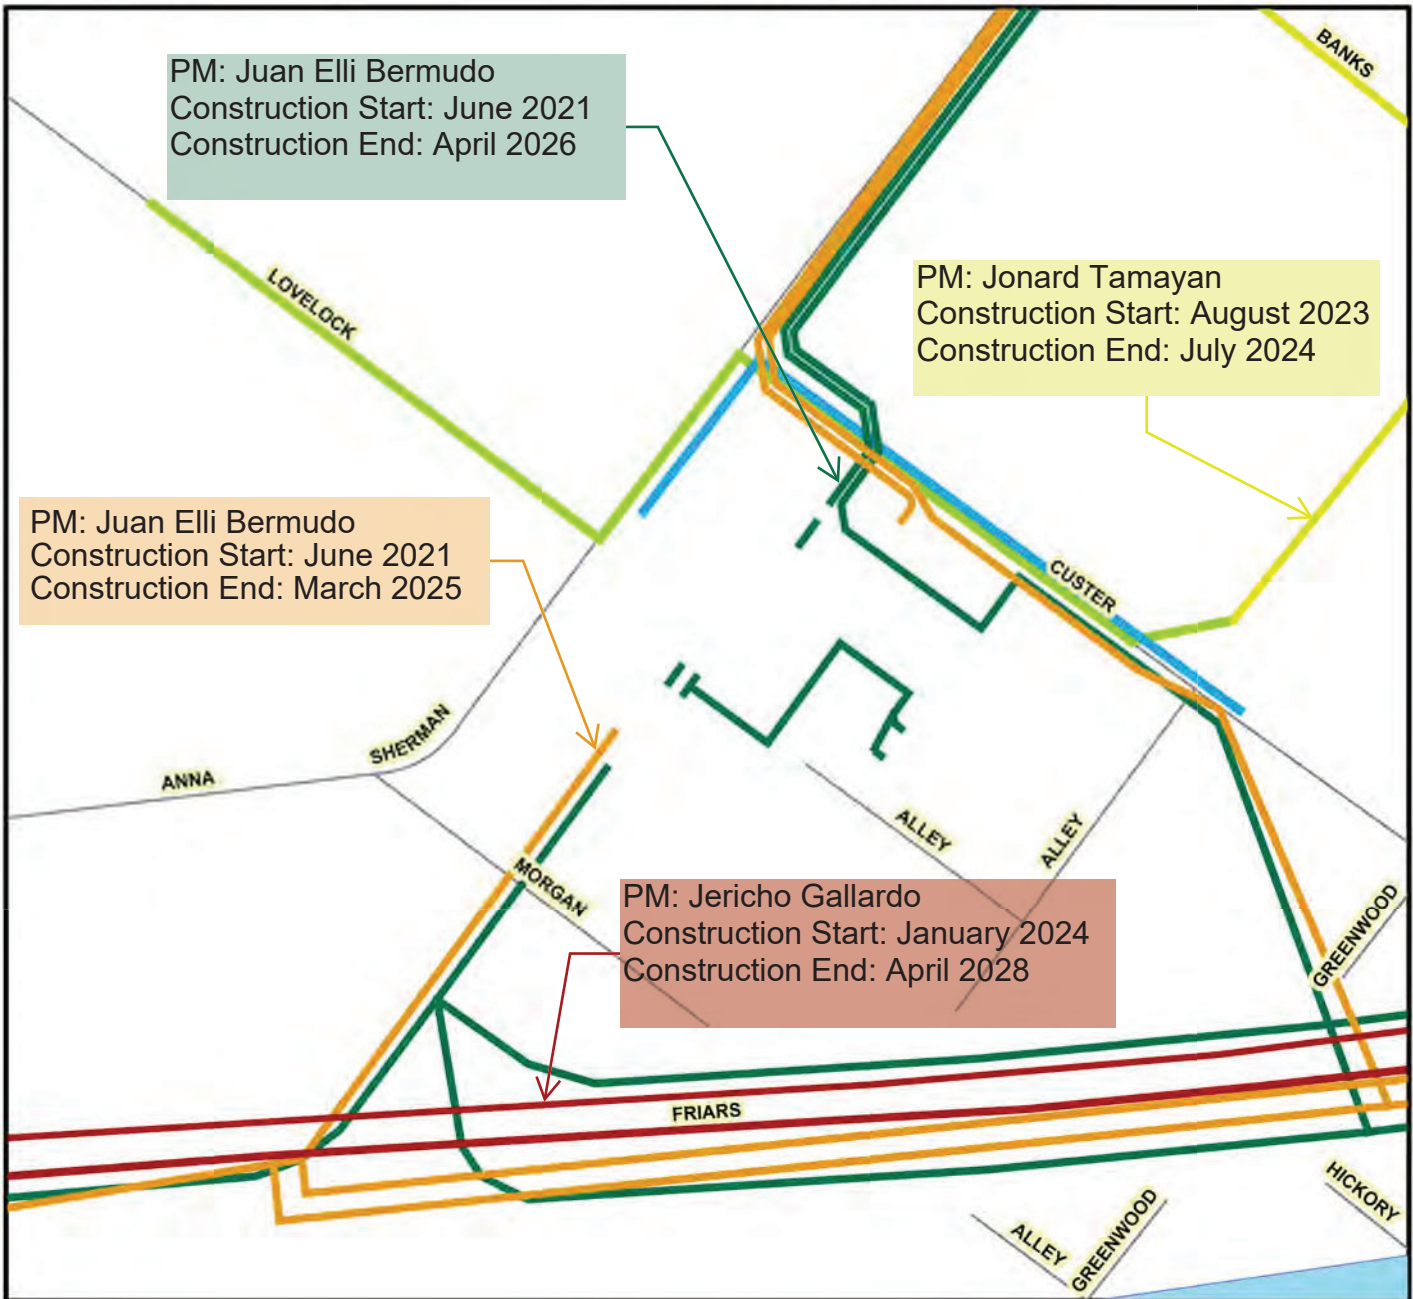 BANKS
PM: Juan Elli Bermudo
Construction Start: June 2021
Construction End: April 2026
LOVELOCK
PM: Jonard Tamayan
Construction Start: August 2023
Construction End: July 2024
PM: Juan Elli Bermudo
Construction Start: June 2021
Construction End: March 2025
CUSTER
SHERMAN
ANNA
ALLEY
ALLEY
MORGAN
PM: Jericho Gallardo
Construction Start: January 2024
Construction End: April 2028
GREENWOOD
FRIARS
HICKORY
ALLEY
GREENWOOD